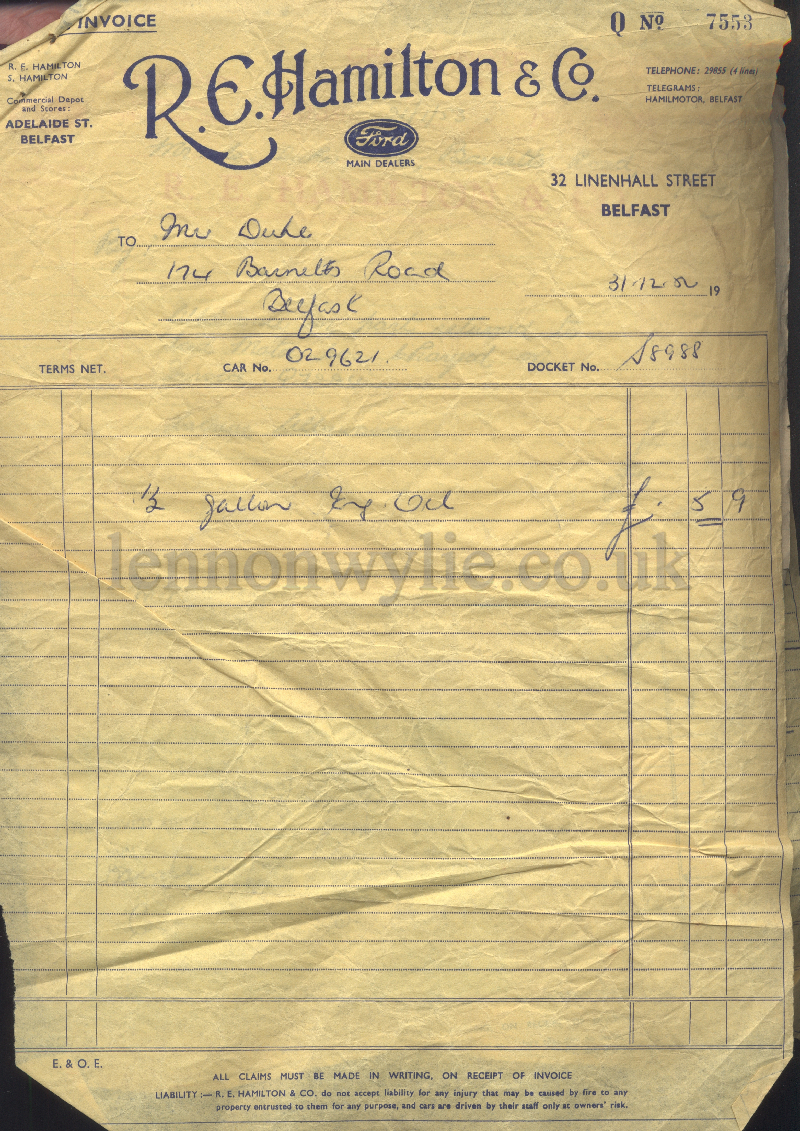 INVOICE
Q No 7553
R. E. HAMILTON
S. HAMILTON
Commercial Depot
and Stores:
ADELAIDE ST.
BELFAST
R.E. Hamilton & Co.
TELEPHONE: 29855 (4 lines)
TELEGRAMS:
HAMILMOTOR, BELFAST
Ford
MAIN DEALERS
32 LINENHALL STREET
BELFAST
TO Mr Duke
174 Barnetts Road
Belfast
31.12.52 19
TERMS NET. CAR No. OZ 9621. DOCKET No. S8988
½ gallon Eng. Oil £. 5 9
lennonwylie.co.uk
E. & O. E.
ALL CLAIMS MUST BE MADE IN WRITING, ON RECEIPT OF INVOICE
LIABILITY :— R. E. HAMILTON & CO. do not accept liability for any injury that may be caused by fire to any
property entrusted to them for any purpose, and cars are driven by their staff only at owners' risk.